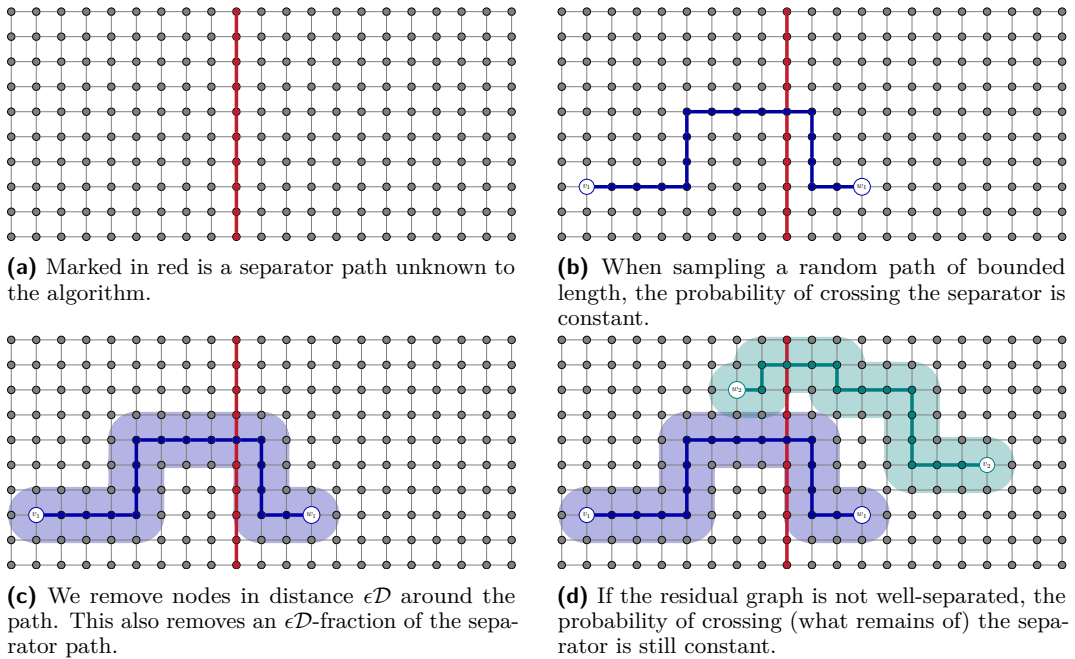 v₁
w₁
(a) Marked in red is a separator path unknown to
the algorithm.
(b) When sampling a random path of bounded
length, the probability of crossing the separator is
constant.
w₂
v₂
v₁
w₁
v₁
w₁
(c) We remove nodes in distance ϵ𝒟 around the
path. This also removes an ϵ𝒟-fraction of the sepa-
rator path.
(d) If the residual graph is not well-separated, the
probability of crossing (what remains of) the sepa-
rator is still constant.